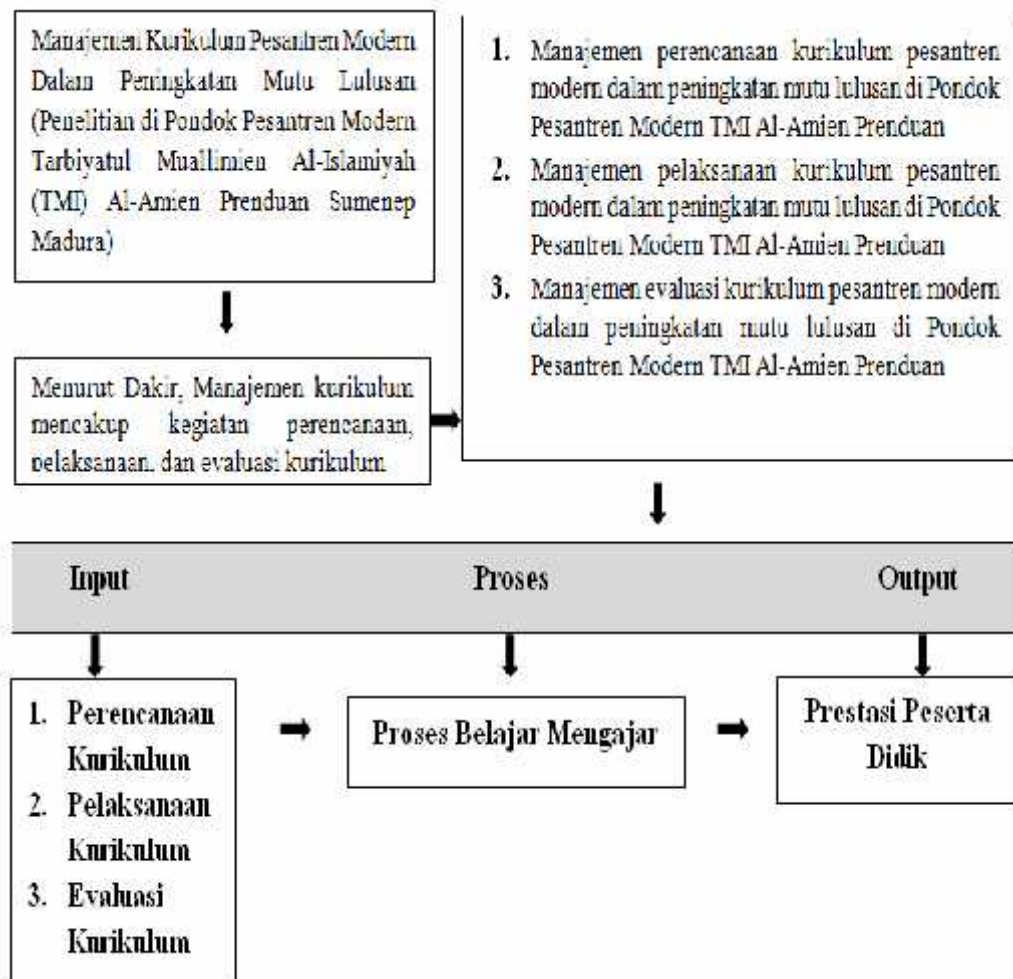 Manajemen Kurikulum Pesantren Modern
Dalam Peningkatan Mutu Lulusan
(Penelitian di Pondok Pesantren Modern
Tarbiyatul Muallimien Al-Islamiyah
(TMI) Al-Amien Prenduan Sumenep
Madura)
Menurut Dakir, Manajemen kurikulum
mencakup kegiatan perencanaan,
pelaksanaan, dan evaluasi kurikulum
1. Manajemen perencanaan kurikulum pesantren
modern dalam peningkatan mutu lulusan di Pondok
Pesantren Modern TMI Al-Amien Prenduan
2. Manajemen pelaksanaan kurikulum pesantren
modern dalam peningkatan mutu lulusan di Pondok
Pesantren Modern TMI Al-Amien Prenduan
3. Manajemen evaluasi kurikulum pesantren modern
dalam peningkatan mutu lulusan di Pondok
Pesantren Modern TMI Al-Amien Prenduan
Input Proses Output
1. Perencanaan
Kurikulum
2. Pelaksanaan
Kurikulum
3. Evaluasi
Kurikulum
Proses Belajar Mengajar
Prestasi Peserta
Didik